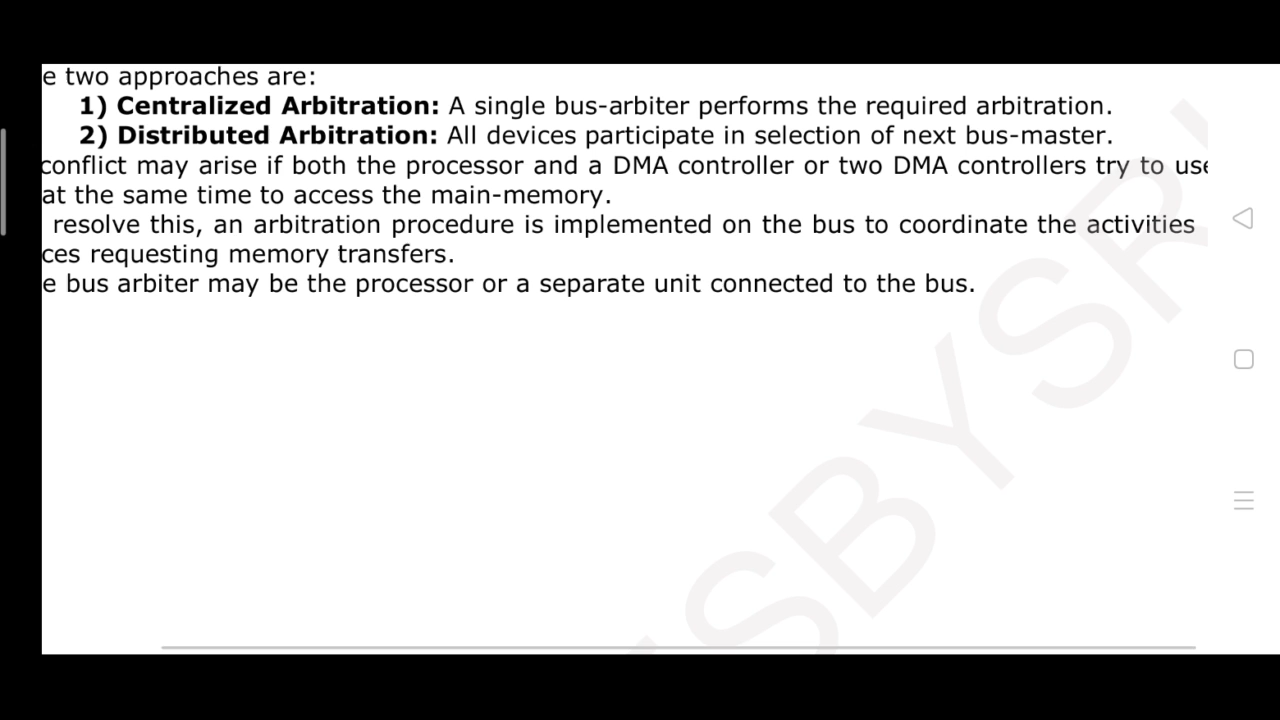 e two approaches are:
1) Centralized Arbitration: A single bus-arbiter performs the required arbitration.
2) Distributed Arbitration: All devices participate in selection of next bus-master.
conflict may arise if both the processor and a DMA controller or two DMA controllers try to use
at the same time to access the main-memory.
resolve this, an arbitration procedure is implemented on the bus to coordinate the activities
ces requesting memory transfers.
e bus arbiter may be the processor or a separate unit connected to the bus.
SBYSR